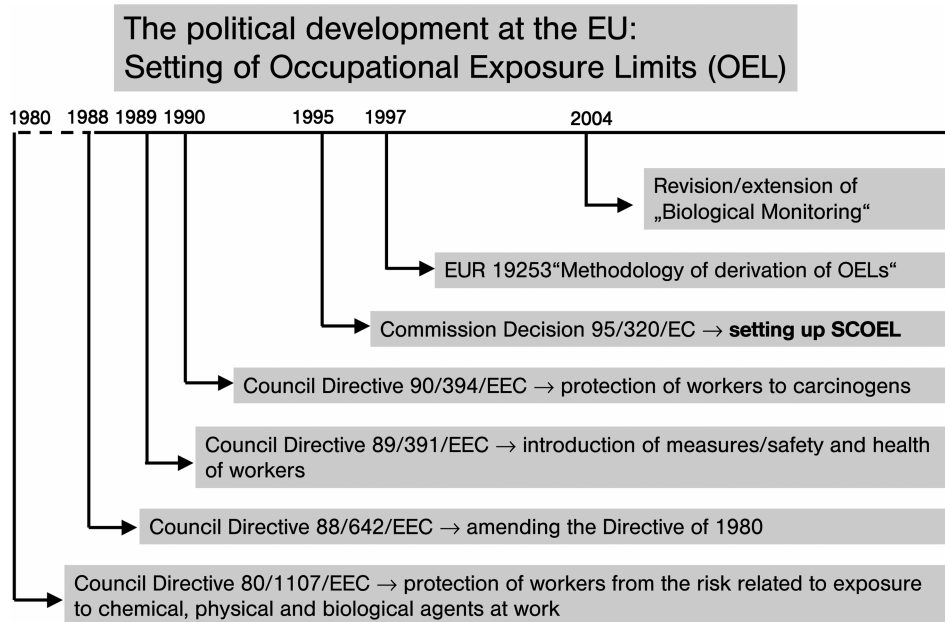 The political development at the EU:
Setting of Occupational Exposure Limits (OEL)
1980 1988 1989 1990 1995 1997 2004
Revision/extension of
„Biological Monitoring“
EUR 19253“Methodology of derivation of OELs“
Commission Decision 95/320/EC → setting up SCOEL
Council Directive 90/394/EEC → protection of workers to carcinogens
Council Directive 89/391/EEC → introduction of measures/safety and health
of workers
Council Directive 88/642/EEC → amending the Directive of 1980
Council Directive 80/1107/EEC → protection of workers from the risk related to exposure
to chemical, physical and biological agents at work